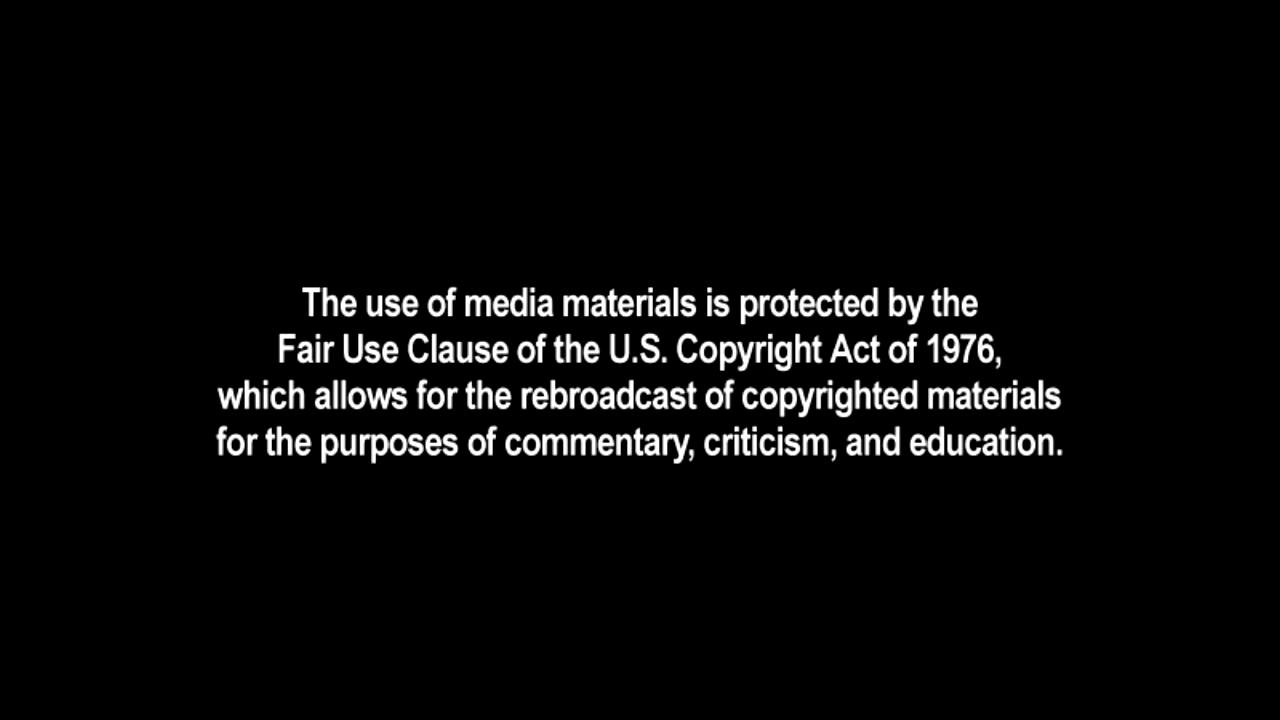 The use of media materials is protected by the
Fair Use Clause of the U.S. Copyright Act of 1976,
which allows for the rebroadcast of copyrighted materials
for the purposes of commentary, criticism, and education.